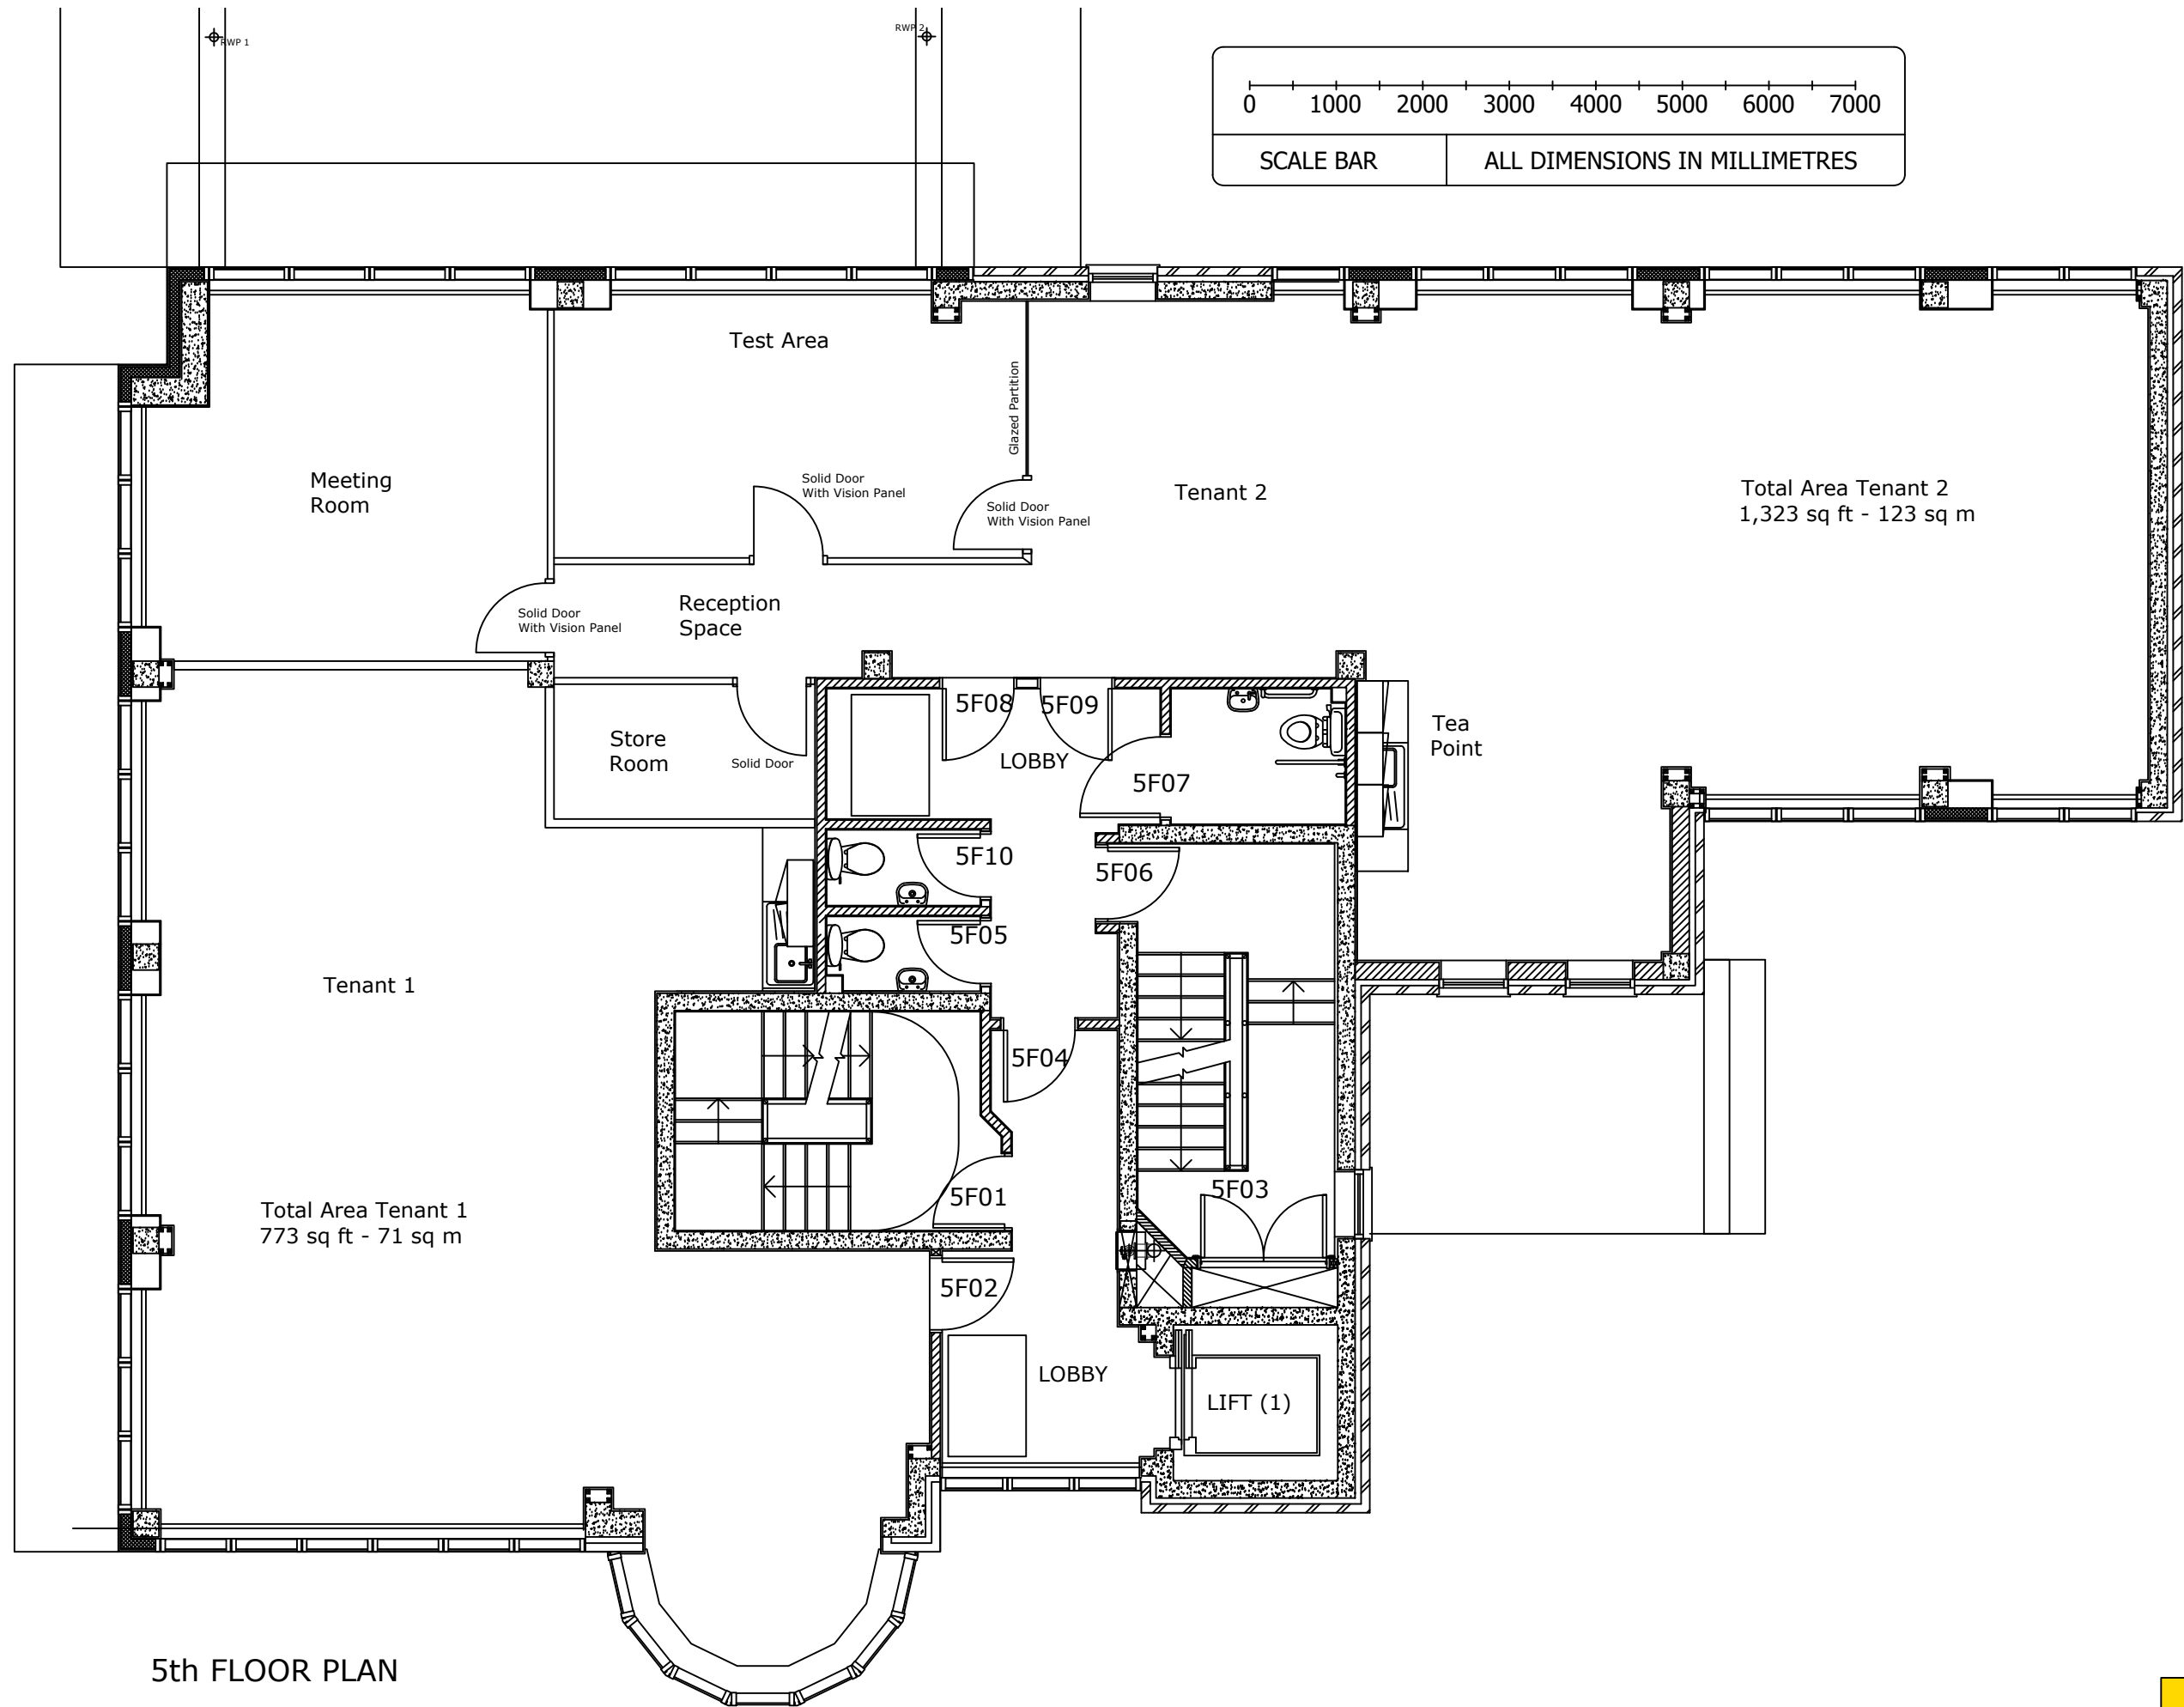 RWP 1
RWP 2
0 1000 2000 3000 4000 5000 6000 7000
SCALE BAR
ALL DIMENSIONS IN MILLIMETRES
Test Area
Glazed Partition
Meeting
Room
Solid Door
With Vision Panel
Solid Door
With Vision Panel
Tenant 2
Total Area Tenant 2
1,323 sq ft - 123 sq m
Solid Door
With Vision Panel
Reception
Space
Store
Room
Solid Door
5F08
5F09
LOBBY
5F07
Tea
Point
5F10
5F06
5F05
Tenant 1
5F04
5F01
5F03
Total Area Tenant 1
773 sq ft - 71 sq m
5F02
LOBBY
LIFT (1)
5th FLOOR PLAN